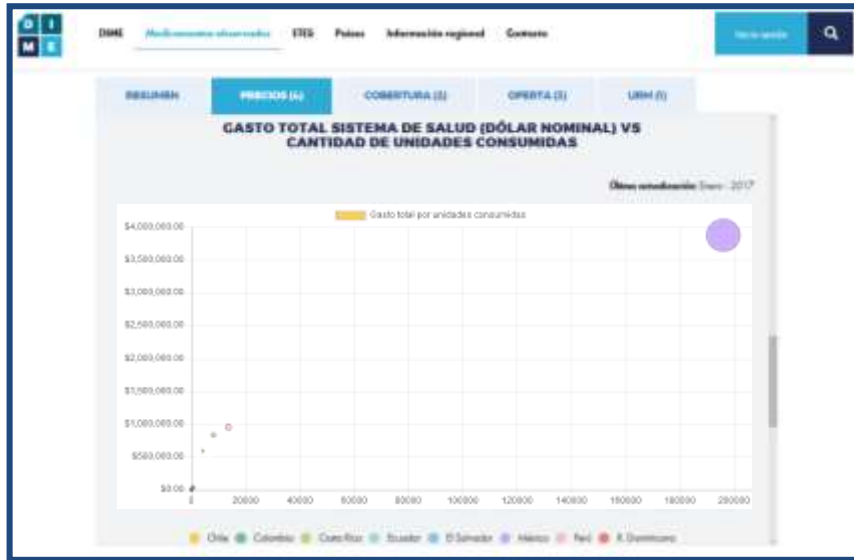 D I
M E
DIME Medicamentos observados ETES Países Información regional Contacto
RESUMEN PRECIOS (4) COBERTURA (3) OFERTA (3) URM (1)
GASTO TOTAL SISTEMA DE SALUD (DÓLAR NOMINAL) VS
CANTIDAD DE UNIDADES CONSUMIDAS
Última actualización: Enero - 2017
Gasto total por unidades consumidas
$4,000,000.00
$3,500,000.00
$3,000,000.00
$2,500,000.00
$2,000,000.00
$1,500,000.00
$1,000,000.00
$500,000.00
$0.00
0 20000 40000 60000 80000 100000 120000 140000 160000 180000 200000
Chile Colombia Costa Rica Ecuador El Salvador México Perú R. Dominicana